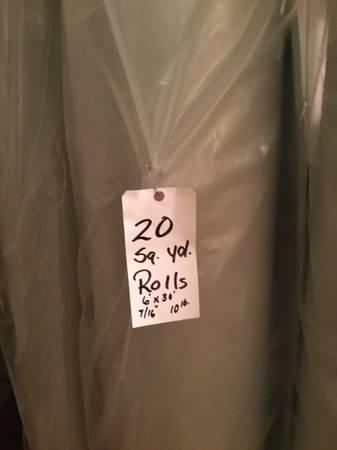 20
Sq. yd.
Rolls
6' x 30'
7/16" 10 lb.